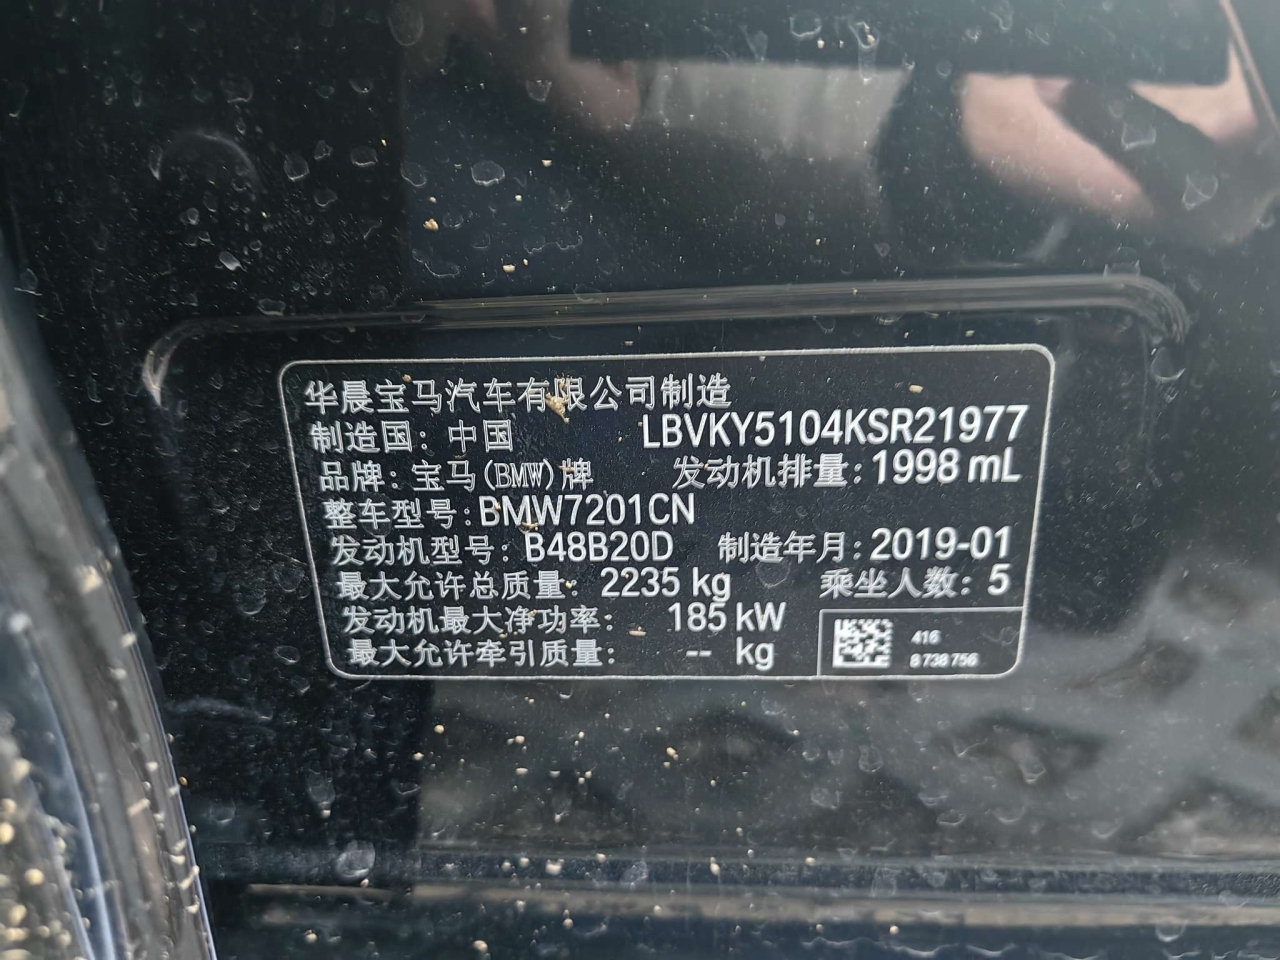 华晨宝马汽车有限公司制造
制造国：中国 LBVKY5104KSR21977
品牌：宝马(BMW)牌 发动机排量：1998 mL
整车型号：BMW7201CN
发动机型号：B48B20D 制造年月：2019-01
最大允许总质量：2235 kg 乘坐人数：5
发动机最大净功率： 185 kW
最大允许牵引质量： -- kg
416
8738756